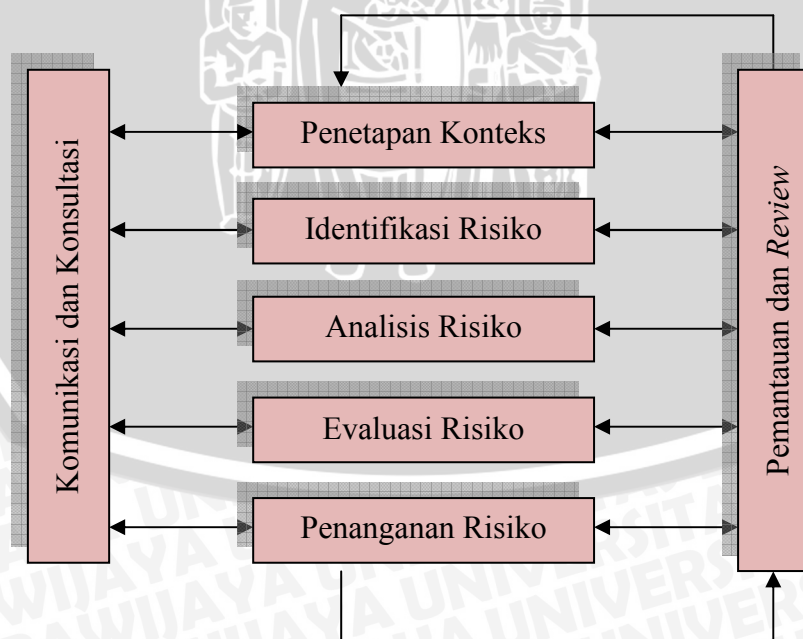 Komunikasi dan Konsultasi
Penetapan Konteks
Identifikasi Risiko
Analisis Risiko
Evaluasi Risiko
Penanganan Risiko
Pemantauan dan Review